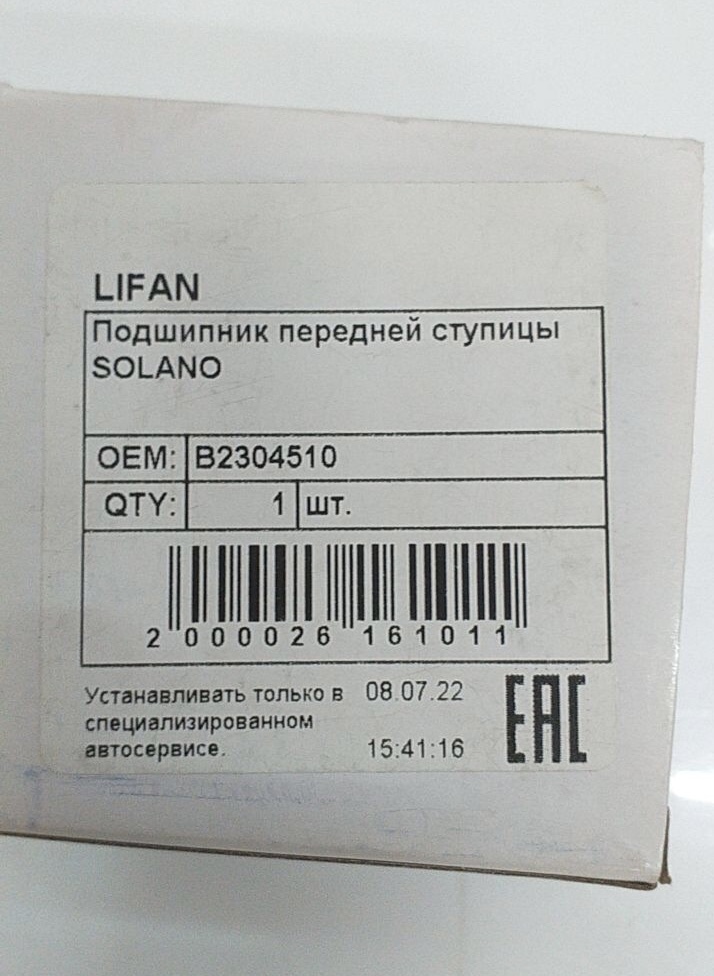 LIFAN
Подшипник передней ступицы
SOLANO
OEM: B2304510
QTY: 1 шт.
2 000026 161011
Устанавливать только в 08.07.22
специализированном
автосервисе. 15:41:16
EAC